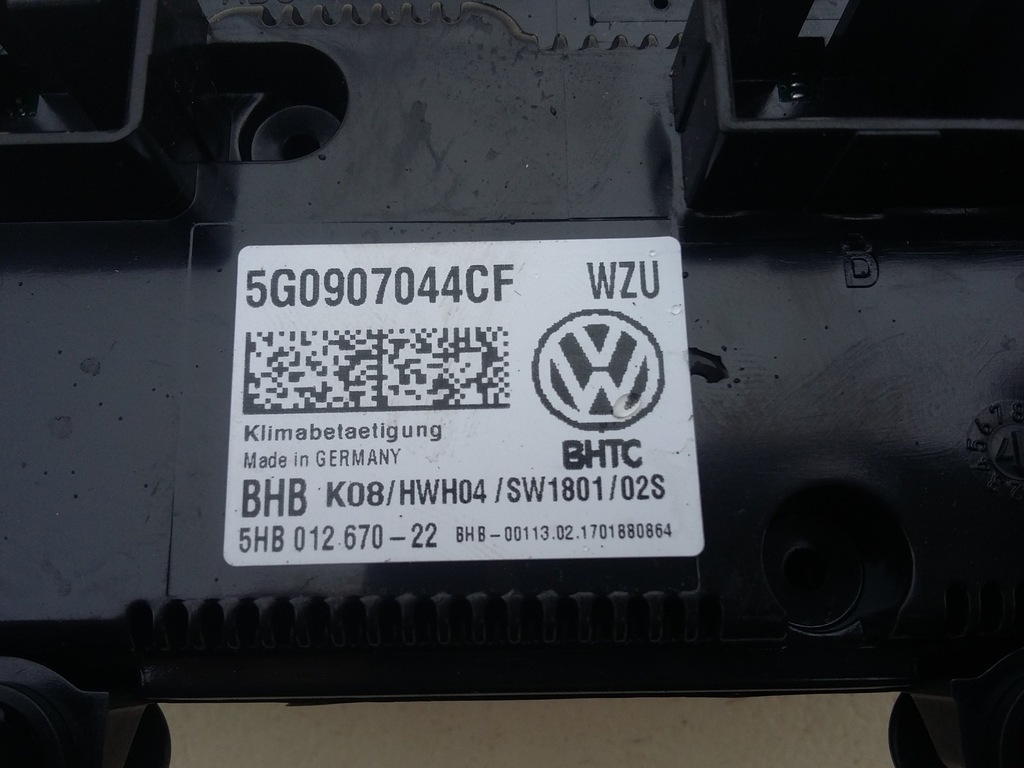 5G0907044CF WZU
BHTC
Klimabetaetigung
Made in GERMANY
BHB K08/HWH04/SW1801/02S
5HB 012 670-22 BHB-00113.02.1701880864
D